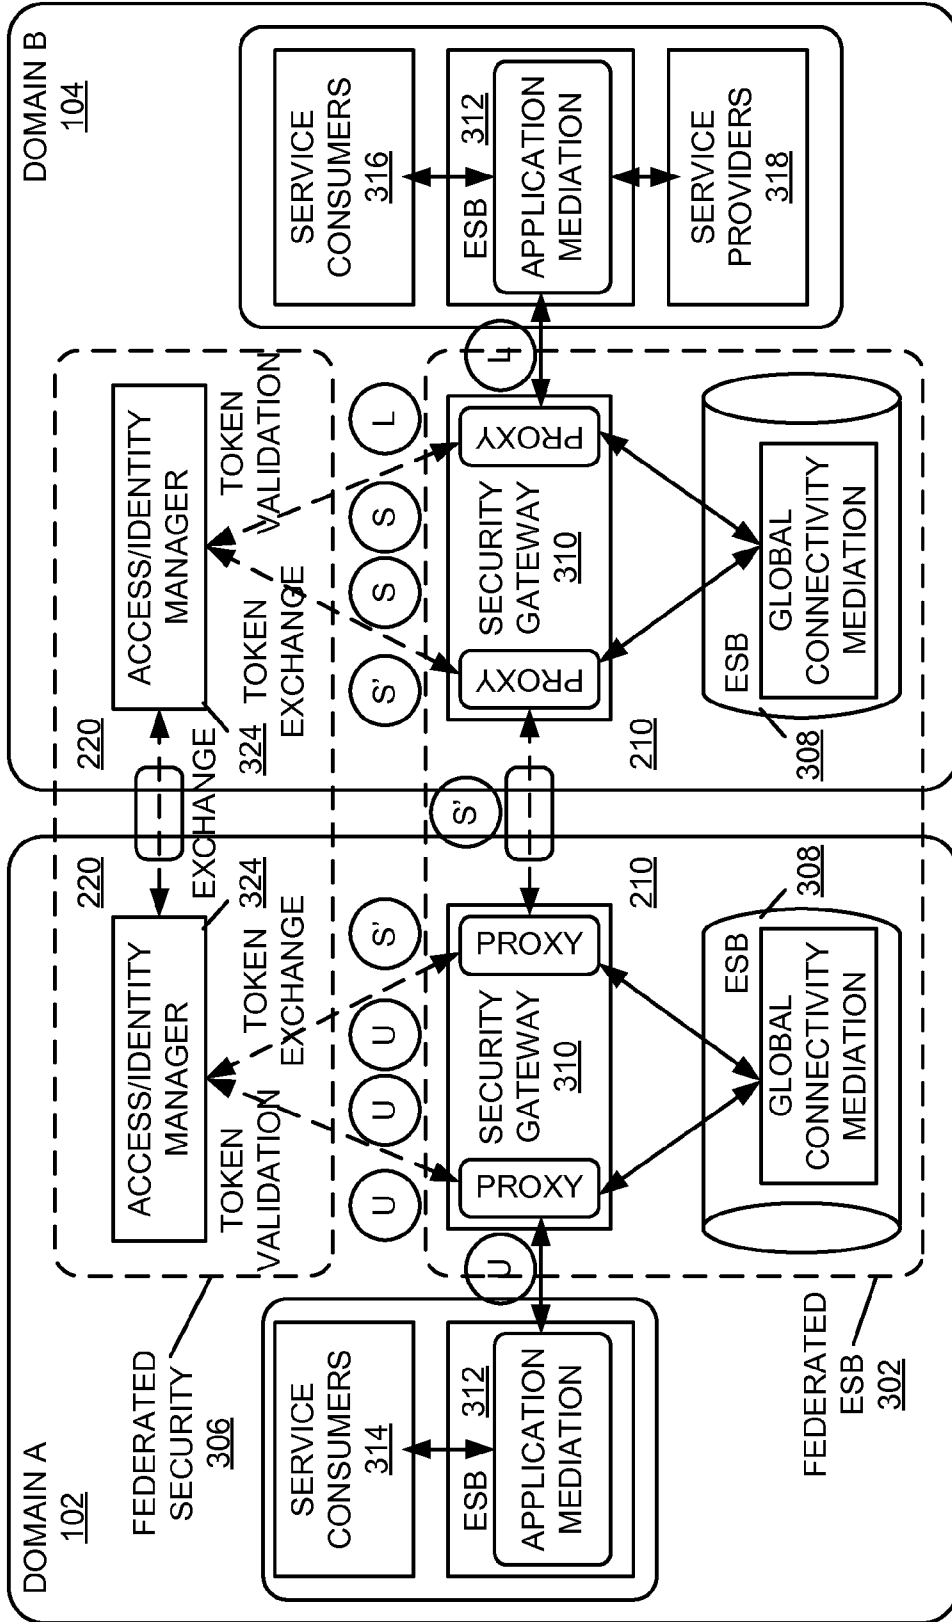 DOMAIN A
102
FEDERATED
SECURITY
306
SERVICE
CONSUMERS
314
ESB
312
APPLICATION
MEDIATION
FEDERATED
ESB
302
220
ACCESS/IDENTITY
MANAGER
324
TOKEN
VALIDATION
TOKEN
EXCHANGE
U
U
U
S'
U
PROXY
SECURITY
GATEWAY
310
PROXY
210
ESB
308
GLOBAL
CONNECTIVITY
MEDIATION
EXCHANGE
S'
DOMAIN B
104
220
ACCESS/IDENTITY
MANAGER
324
TOKEN
EXCHANGE
TOKEN
VALIDATION
S'
S
S
L
L
PROXY
SECURITY
GATEWAY
310
PROXY
210
ESB
308
GLOBAL
CONNECTIVITY
MEDIATION
SERVICE
CONSUMERS
316
ESB
312
APPLICATION
MEDIATION
SERVICE
PROVIDERS
318